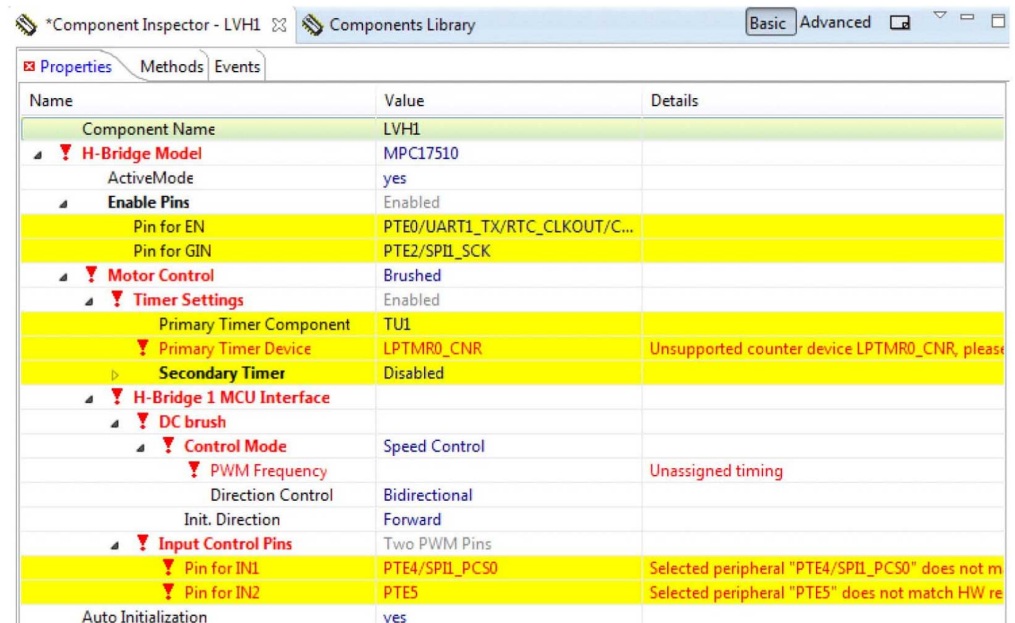 *Component Inspector - LVH1 Components Library Basic Advanced
Properties Methods Events
Name Value Details
Component Name LVH1
H-Bridge Model MPC17510
ActiveMode yes
Enable Pins Enabled
Pin for EN PTE0/UART1_TX/RTC_CLKOUT/C...
Pin for GIN PTE2/SPI1_SCK
Motor Control Brushed
Timer Settings Enabled
Primary Timer Component TU1
Primary Timer Device LPTMR0_CNR Unsupported counter device LPTMR0_CNR, please
Secondary Timer Disabled
H-Bridge 1 MCU Interface
DC brush
Control Mode Speed Control
PWM Frequency Unassigned timing
Direction Control Bidirectional
Init. Direction Forward
Input Control Pins Two PWM Pins
Pin for IN1 PTE4/SPI1_PCS0 Selected peripheral "PTE4/SPI1_PCS0" does not m
Pin for IN2 PTE5 Selected peripheral "PTE5" does not match HW re
Auto Initialization yes